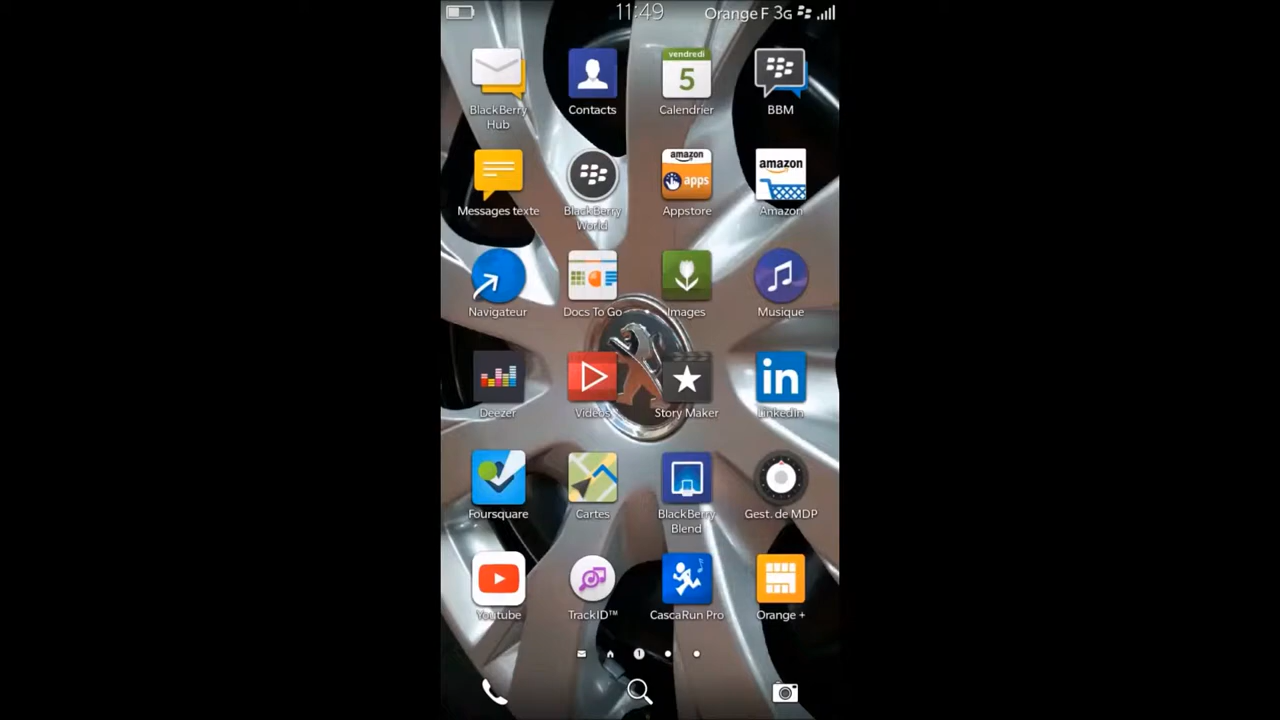 11:49
Orange F 3G
BlackBerry
Hub
Contacts
vendredi
5
Calendrier
BBM
Messages texte
BlackBerry
World
amazon
apps
Appstore
amazon
Amazon
Navigateur
Docs To Go
Images
Musique
Deezer
Vidéos
Story Maker
in
LinkedIn
Foursquare
Cartes
BlackBerry
Blend
Gest. de MDP
Youtube
TrackID™
CascaRun Pro
Orange +
1